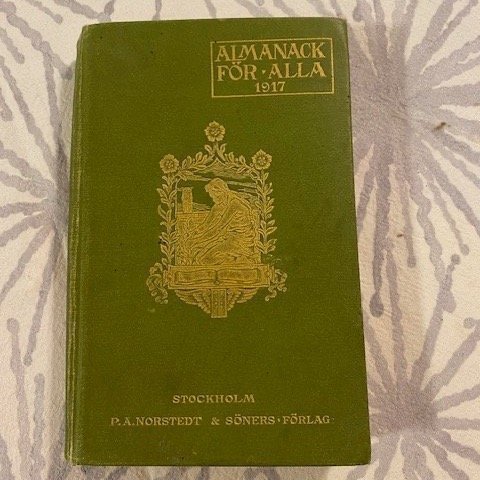 ALMANACK
FÖR · ALLA
1917
STOCKHOLM
P. A. NORSTEDT & SÖNERS · FÖRLAG